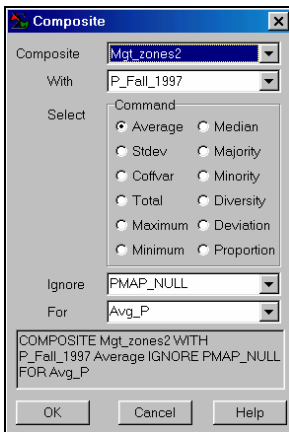 Composite
Composite Mgt_zones2
With P_Fall_1997
Select Command
Average Median
Stdev Majority
Coffvar Minority
Total Diversity
Maximum Deviation
Minimum Proportion
Ignore PMAP_NULL
For Avg_P
COMPOSITE Mgt_zones2 WITH
P_Fall_1997 Average IGNORE PMAP_NULL
FOR Avg_P
OK Cancel Help